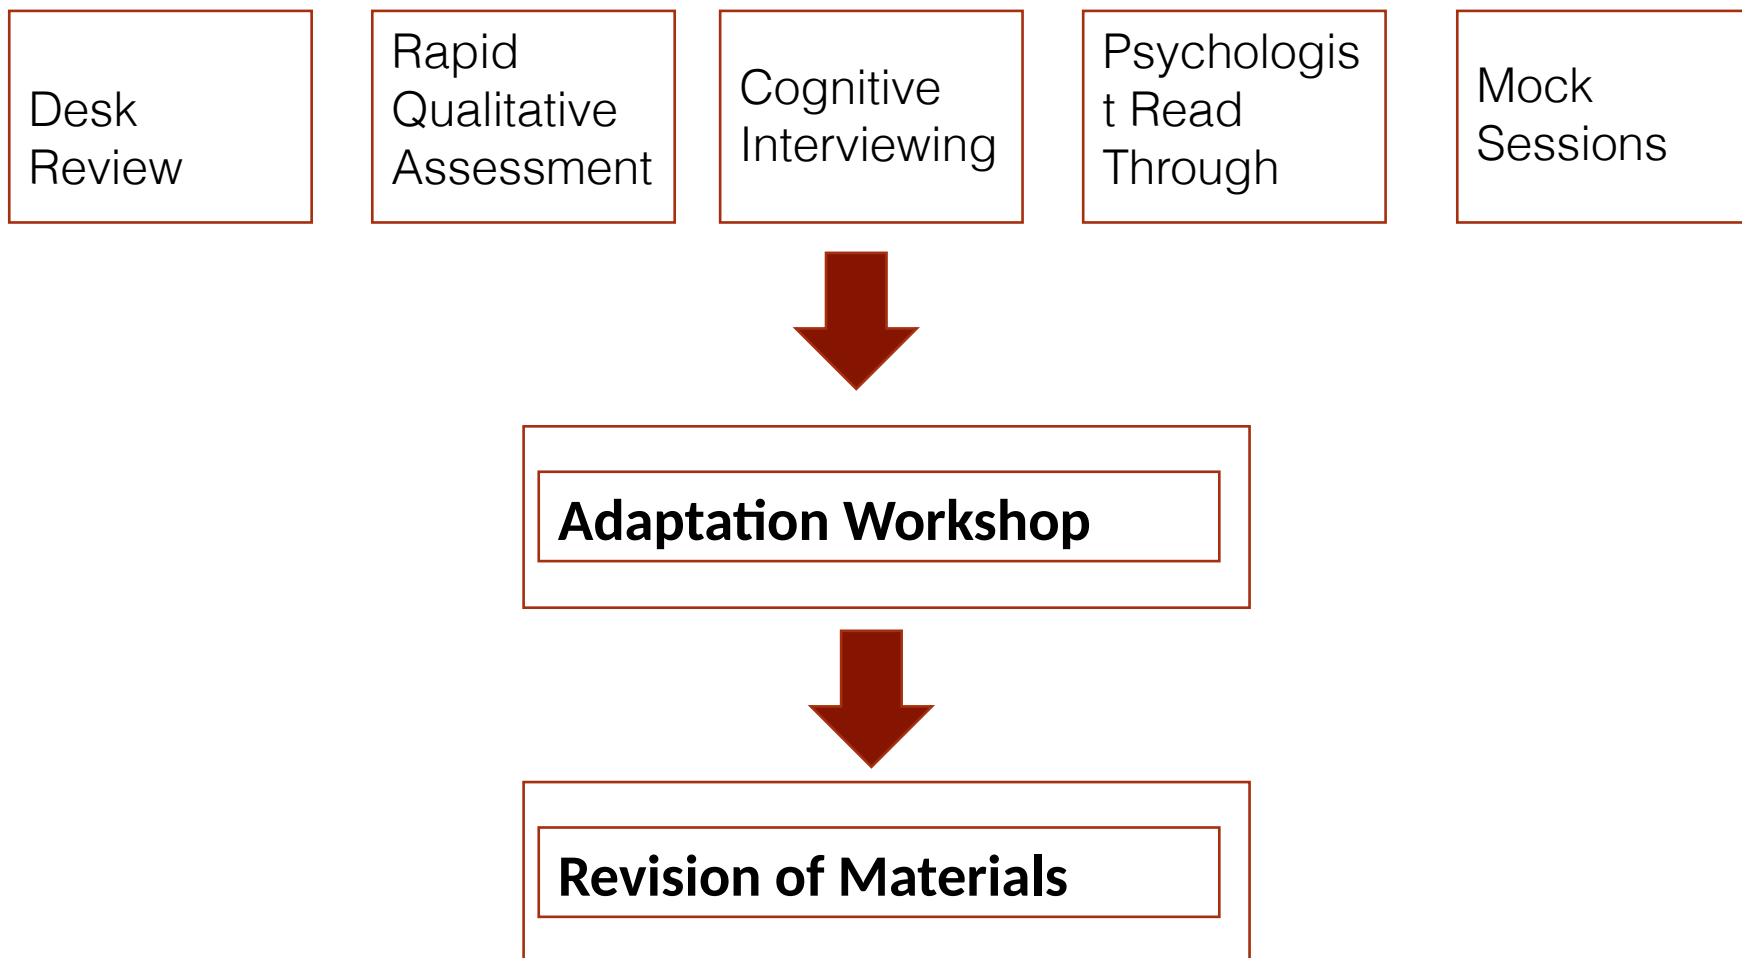 Desk
Review
Rapid
Qualitative
Assessment
Cognitive
Interviewing
Psychologis
t Read
Through
Mock
Sessions
Adaptation Workshop
Revision of Materials